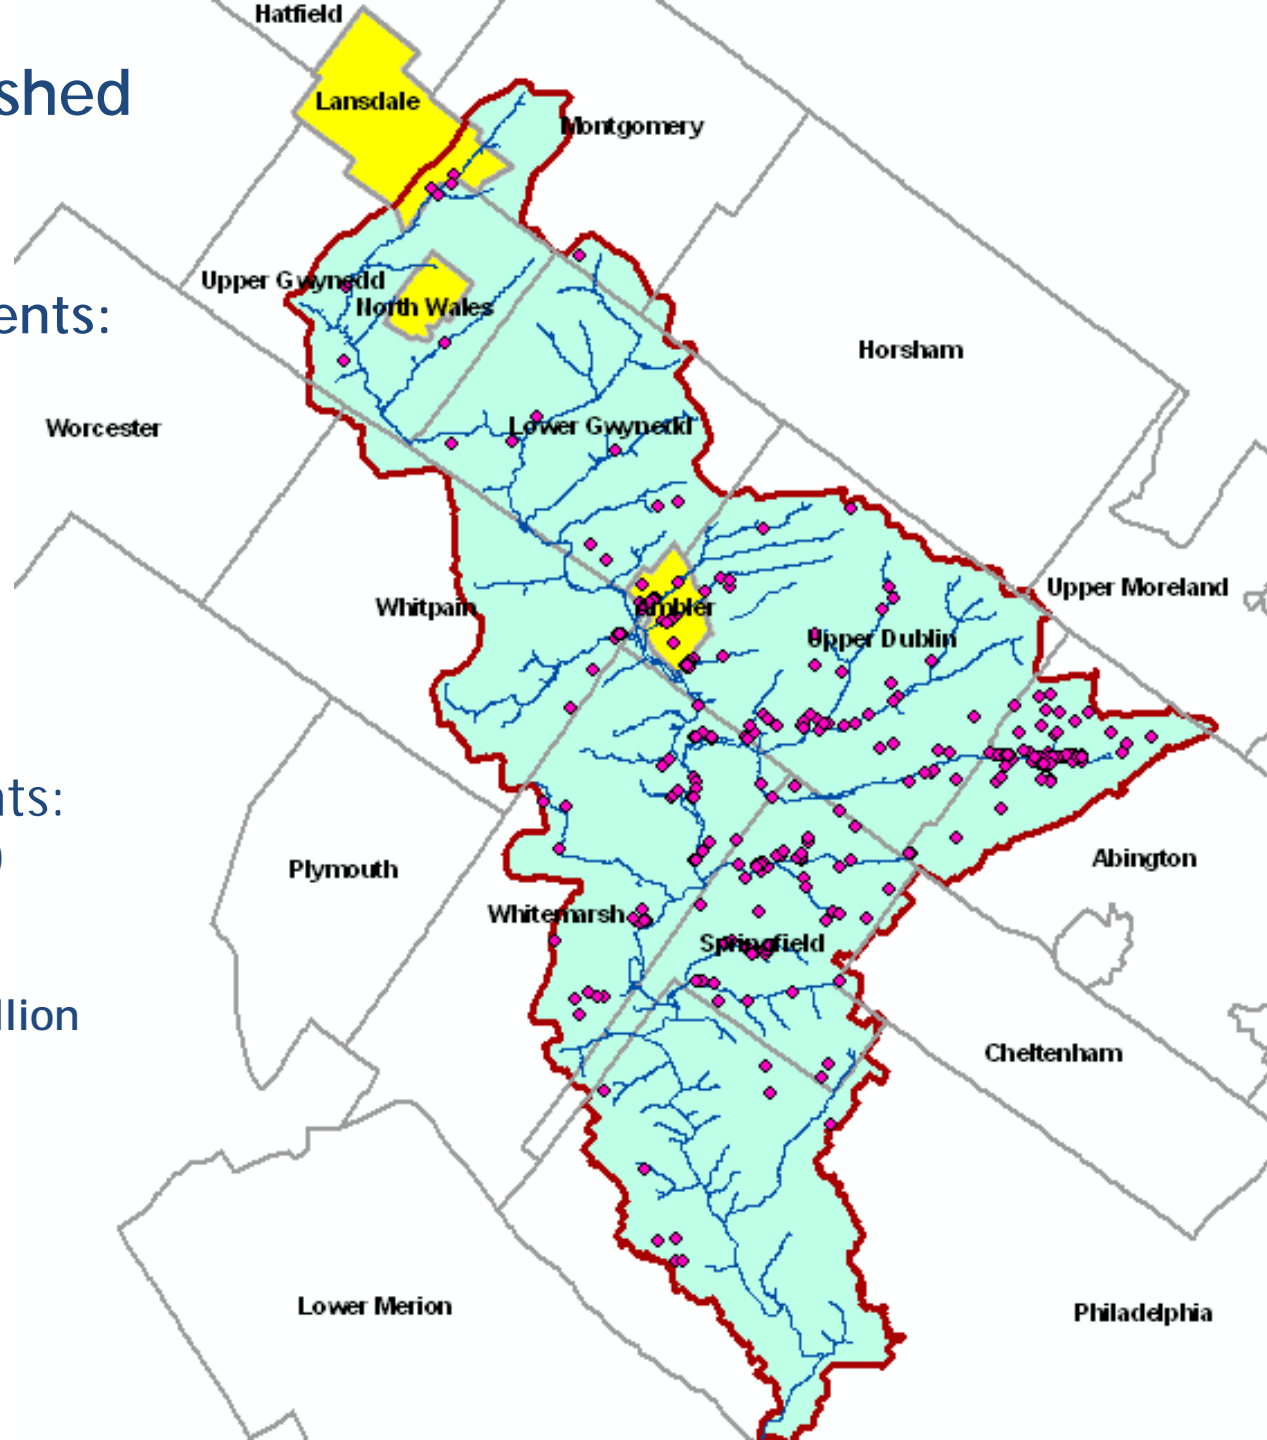 Hatfield
shed
Lansdale
Montgomery
Upper Gwynedd
North Wales
ents:
Horsham
Worcester
Lower Gwynedd
Upper Moreland
Whitpain
Ambler
Upper Dublin
nts:
)
Plymouth
Abington
Whitemarsh
Springfield
llion
Cheltenham
Lower Merion
Philadelphia